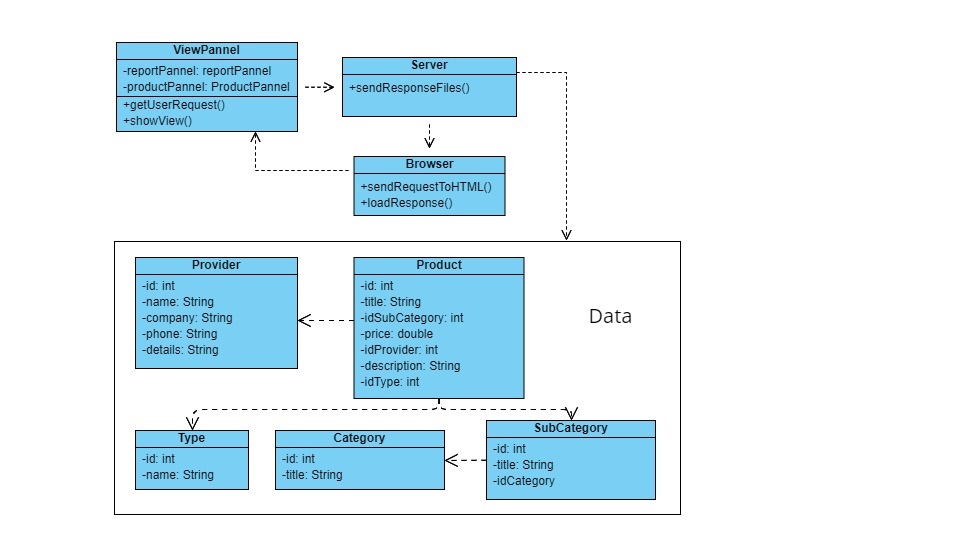 ViewPannel
-reportPannel: reportPannel
-productPannel: ProductPannel
+getUserRequest()
+showView()
Server
+sendResponseFiles()
Browser
+sendRequestToHTML()
+loadResponse()
Data
Provider
-id: int
-name: String
-company: String
-phone: String
-details: String
Product
-id: int
-title: String
-idSubCategory: int
-price: double
-idProvider: int
-description: String
-idType: int
Type
-id: int
-name: String
Category
-id: int
-title: String
SubCategory
-id: int
-title: String
-idCategory